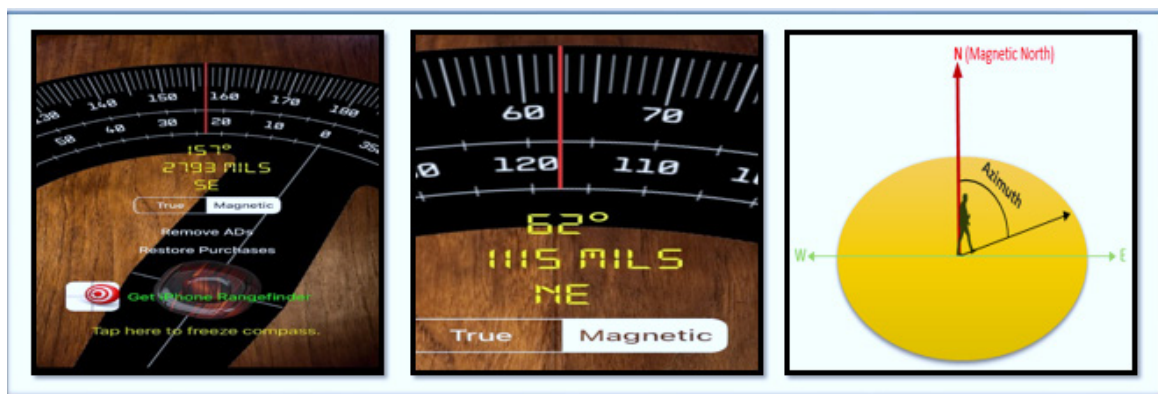 130 140 150 160 170 180
50 40 30 20 10 0 350
157°
2793 MILS
SE
True Magnetic
Remove ADs
Restore Purchases
Get iPhone Rangefinder
Tap here to freeze compass.
60 70
120 110
62°
1115 MILS
NE
True Magnetic
N (Magnetic North)
Azimuth
W E